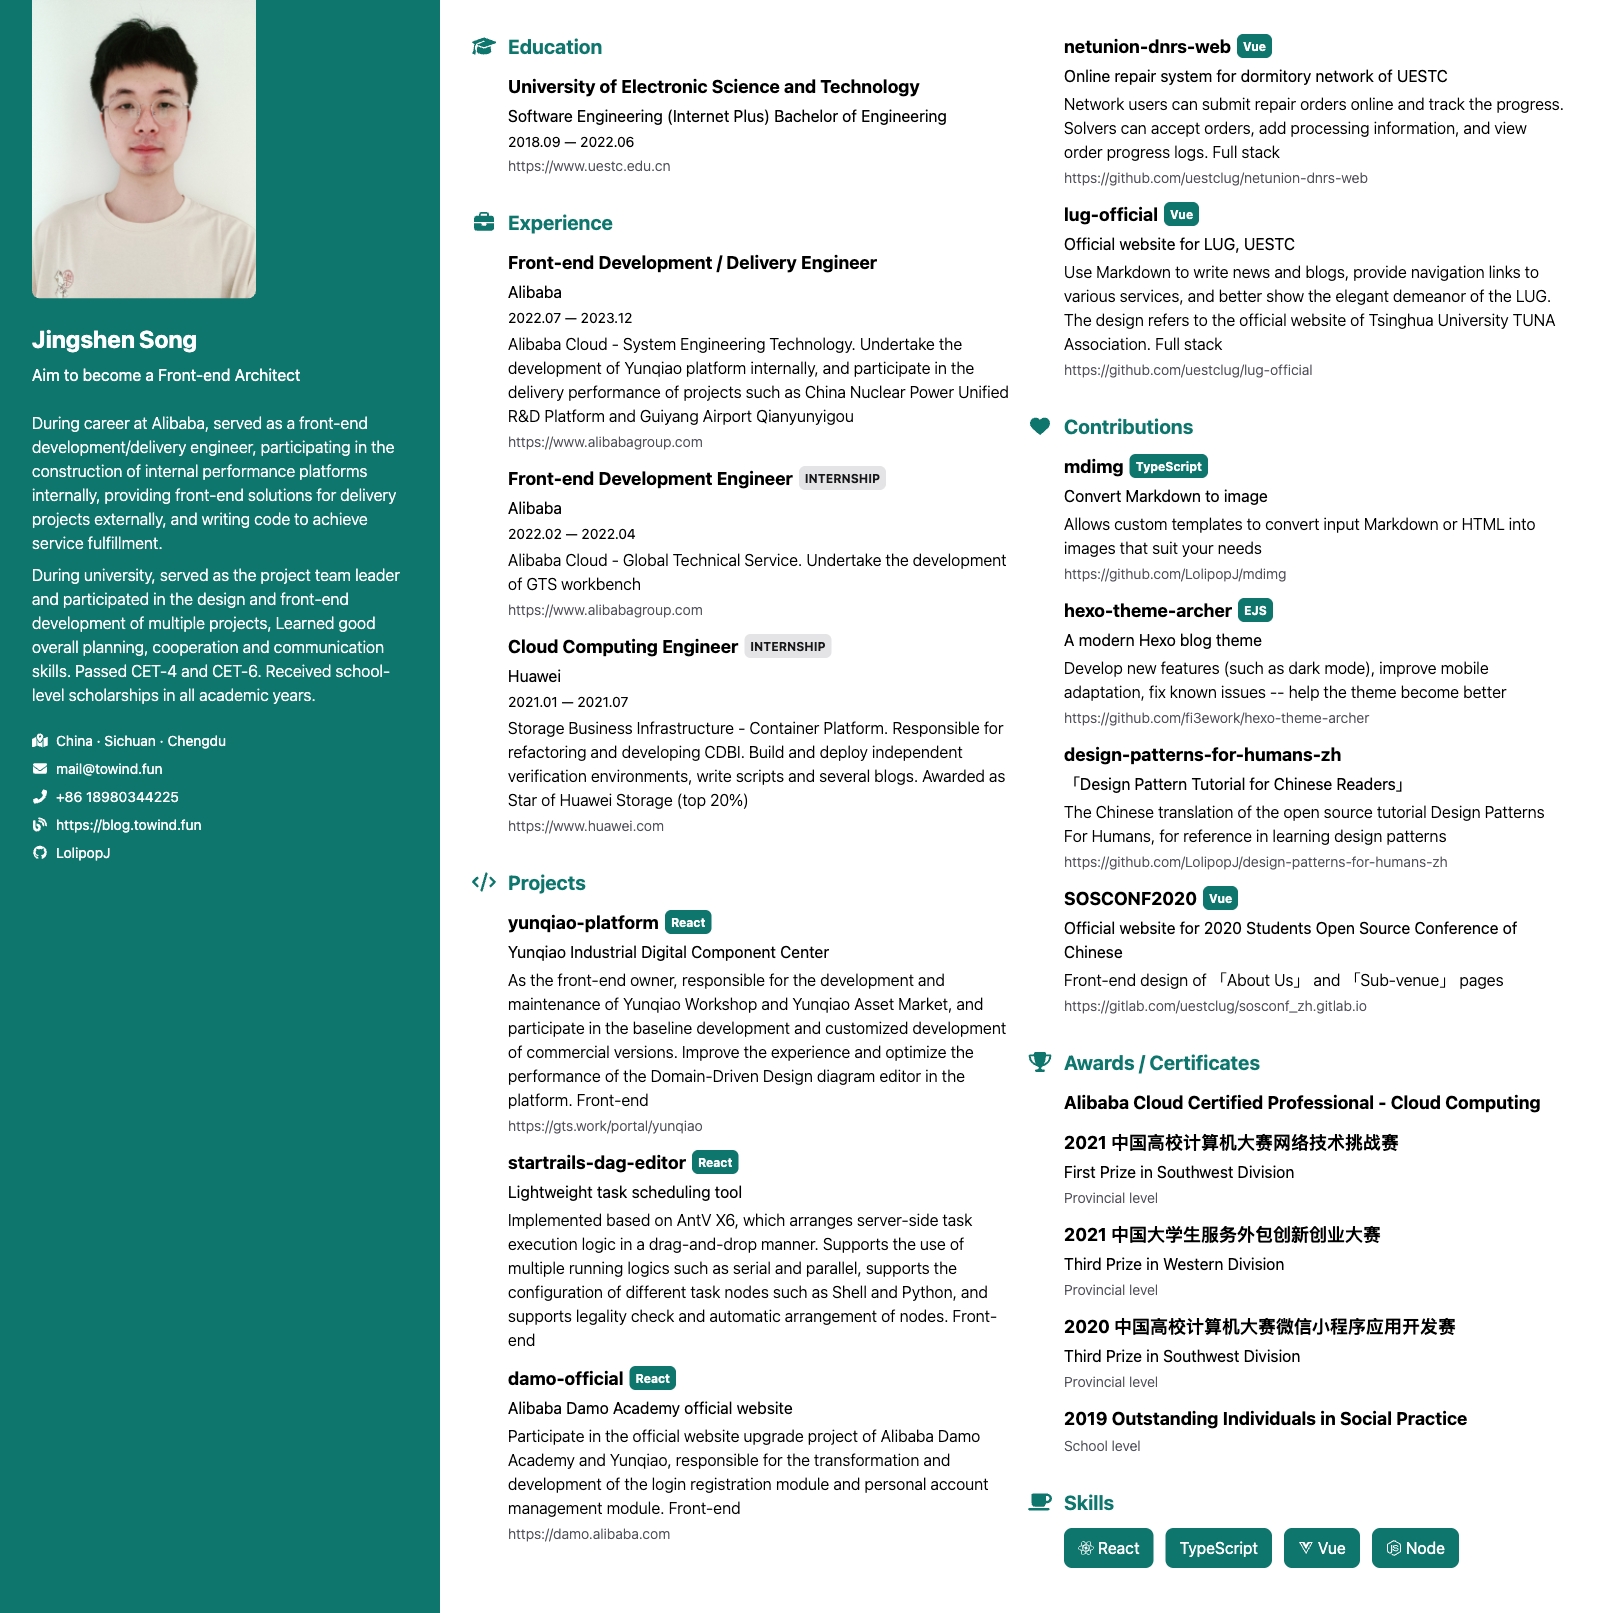 Jingshen Song
Aim to become a Front-end Architect
During career at Alibaba, served as a front-end
development/delivery engineer, participating in the
construction of internal performance platforms
internally, providing front-end solutions for delivery
projects externally, and writing code to achieve
service fulfillment.
During university, served as the project team leader
and participated in the design and front-end
development of multiple projects, Learned good
overall planning, cooperation and communication
skills. Passed CET-4 and CET-6. Received school-
level scholarships in all academic years.
China · Sichuan · Chengdu
mail@towind.fun
+86 18980344225
https://blog.towind.fun
LolipopJ
Education
University of Electronic Science and Technology
Software Engineering (Internet Plus) Bachelor of Engineering
2018.09 — 2022.06
https://www.uestc.edu.cn
Experience
Front-end Development / Delivery Engineer
Alibaba
2022.07 — 2023.12
Alibaba Cloud - System Engineering Technology. Undertake the
development of Yunqiao platform internally, and participate in the
delivery performance of projects such as China Nuclear Power Unified
R&D Platform and Guiyang Airport Qianyunyigou
https://www.alibabagroup.com
Front-end Development Engineer INTERNSHIP
Alibaba
2022.02 — 2022.04
Alibaba Cloud - Global Technical Service. Undertake the development
of GTS workbench
https://www.alibabagroup.com
Cloud Computing Engineer INTERNSHIP
Huawei
2021.01 — 2021.07
Storage Business Infrastructure - Container Platform. Responsible for
refactoring and developing CDBI. Build and deploy independent
verification environments, write scripts and several blogs. Awarded as
Star of Huawei Storage (top 20%)
https://www.huawei.com
Projects
yunqiao-platform React
Yunqiao Industrial Digital Component Center
As the front-end owner, responsible for the development and
maintenance of Yunqiao Workshop and Yunqiao Asset Market, and
participate in the baseline development and customized development
of commercial versions. Improve the experience and optimize the
performance of the Domain-Driven Design diagram editor in the
platform. Front-end
https://gts.work/portal/yunqiao
startrails-dag-editor React
Lightweight task scheduling tool
Implemented based on AntV X6, which arranges server-side task
execution logic in a drag-and-drop manner. Supports the use of
multiple running logics such as serial and parallel, supports the
configuration of different task nodes such as Shell and Python, and
supports legality check and automatic arrangement of nodes. Front-
end
damo-official React
Alibaba Damo Academy official website
Participate in the official website upgrade project of Alibaba Damo
Academy and Yunqiao, responsible for the transformation and
development of the login registration module and personal account
management module. Front-end
https://damo.alibaba.com
netunion-dnrs-web Vue
Online repair system for dormitory network of UESTC
Network users can submit repair orders online and track the progress.
Solvers can accept orders, add processing information, and view
order progress logs. Full stack
https://github.com/uestclug/netunion-dnrs-web
lug-official Vue
Official website for LUG, UESTC
Use Markdown to write news and blogs, provide navigation links to
various services, and better show the elegant demeanor of the LUG.
The design refers to the official website of Tsinghua University TUNA
Association. Full stack
https://github.com/uestclug/lug-official
Contributions
mdimg TypeScript
Convert Markdown to image
Allows custom templates to convert input Markdown or HTML into
images that suit your needs
https://github.com/LolipopJ/mdimg
hexo-theme-archer EJS
A modern Hexo blog theme
Develop new features (such as dark mode), improve mobile
adaptation, fix known issues -- help the theme become better
https://github.com/fi3ework/hexo-theme-archer
design-patterns-for-humans-zh
「Design Pattern Tutorial for Chinese Readers」
The Chinese translation of the open source tutorial Design Patterns
For Humans, for reference in learning design patterns
https://github.com/LolipopJ/design-patterns-for-humans-zh
SOSCONF2020 Vue
Official website for 2020 Students Open Source Conference of
Chinese
Front-end design of 「About Us」 and 「Sub-venue」 pages
https://gitlab.com/uestclug/sosconf_zh.gitlab.io
Awards / Certificates
Alibaba Cloud Certified Professional - Cloud Computing
2021 中国高校计算机大赛网络技术挑战赛
First Prize in Southwest Division
Provincial level
2021 中国大学生服务外包创新创业大赛
Third Prize in Western Division
Provincial level
2020 中国高校计算机大赛微信小程序应用开发赛
Third Prize in Southwest Division
Provincial level
2019 Outstanding Individuals in Social Practice
School level
Skills
React TypeScript Vue Node